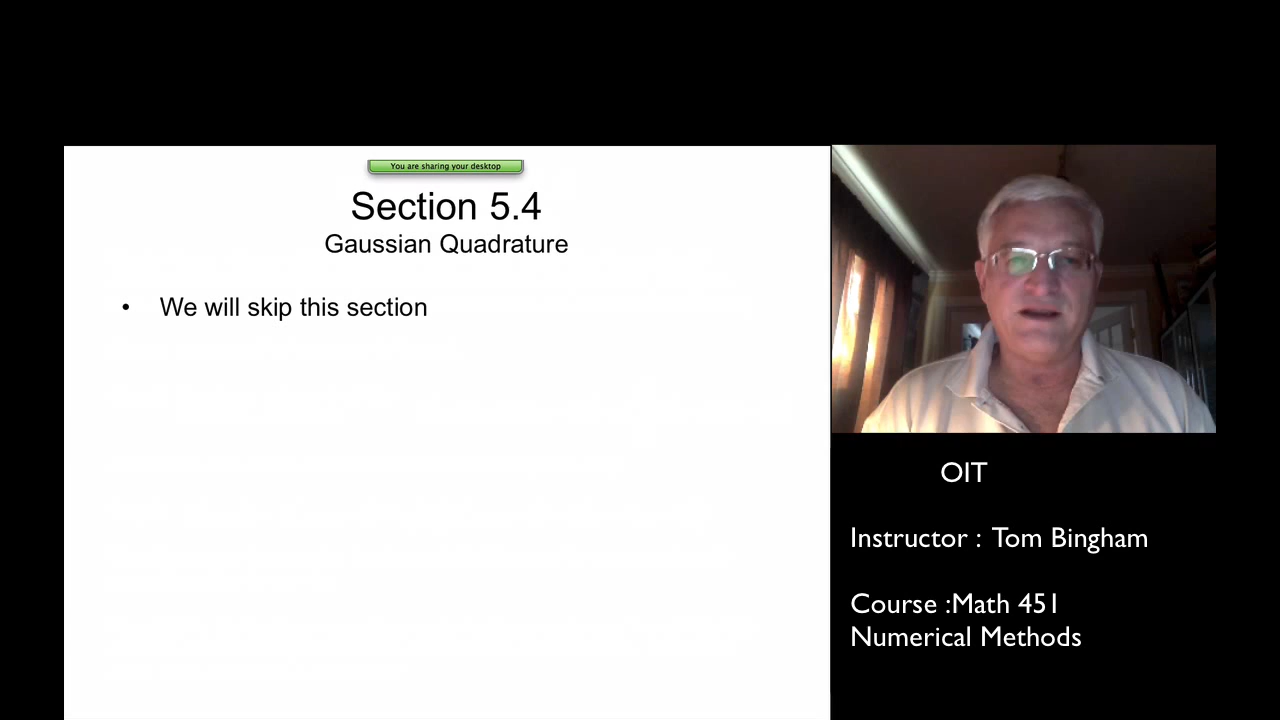 You are sharing your desktop
Section 5.4
Gaussian Quadrature
• We will skip this section
OIT
Instructor : Tom Bingham
Course :Math 451
Numerical Methods